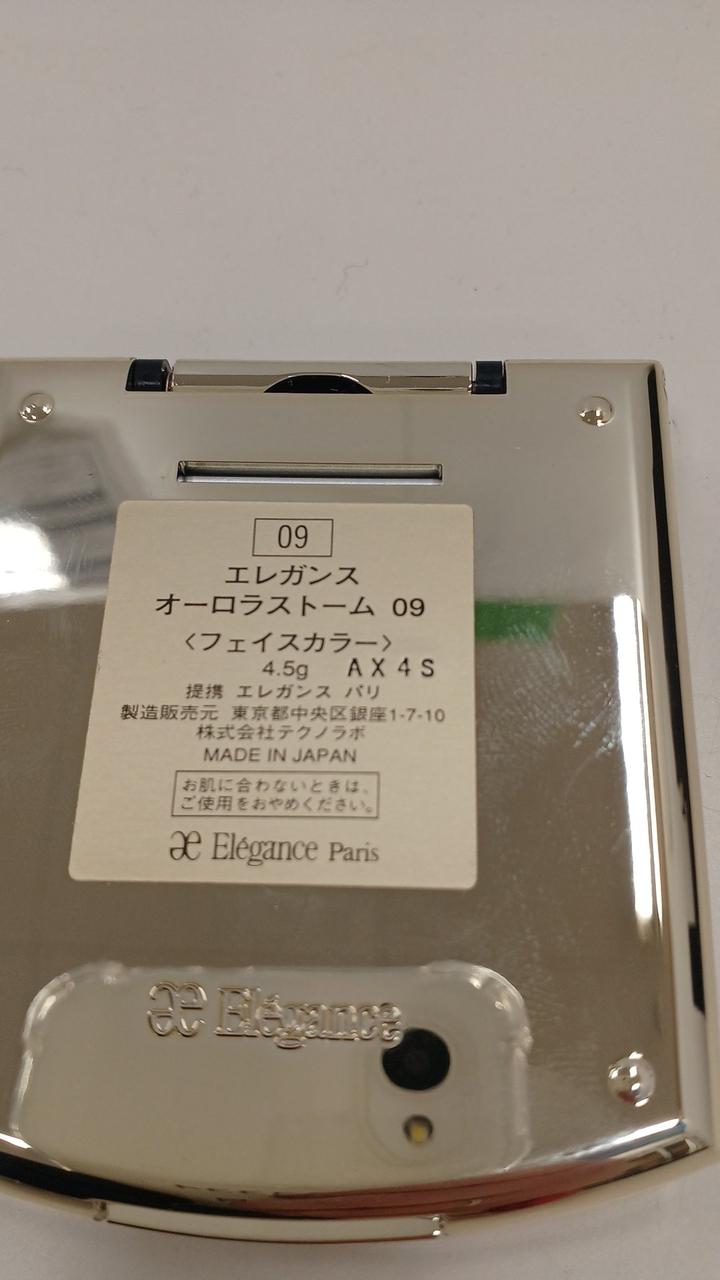 09
エレガンス
オーロラストーム 09
〈フェイスカラー〉
4.5g AX4S
提携 エレガンス パリ
製造販売元 東京都中央区銀座1-7-10
株式会社テクノラボ
MADE IN JAPAN
お肌に合わないときは、
ご使用をおやめください。
æ Elégance Paris
æ Elégance